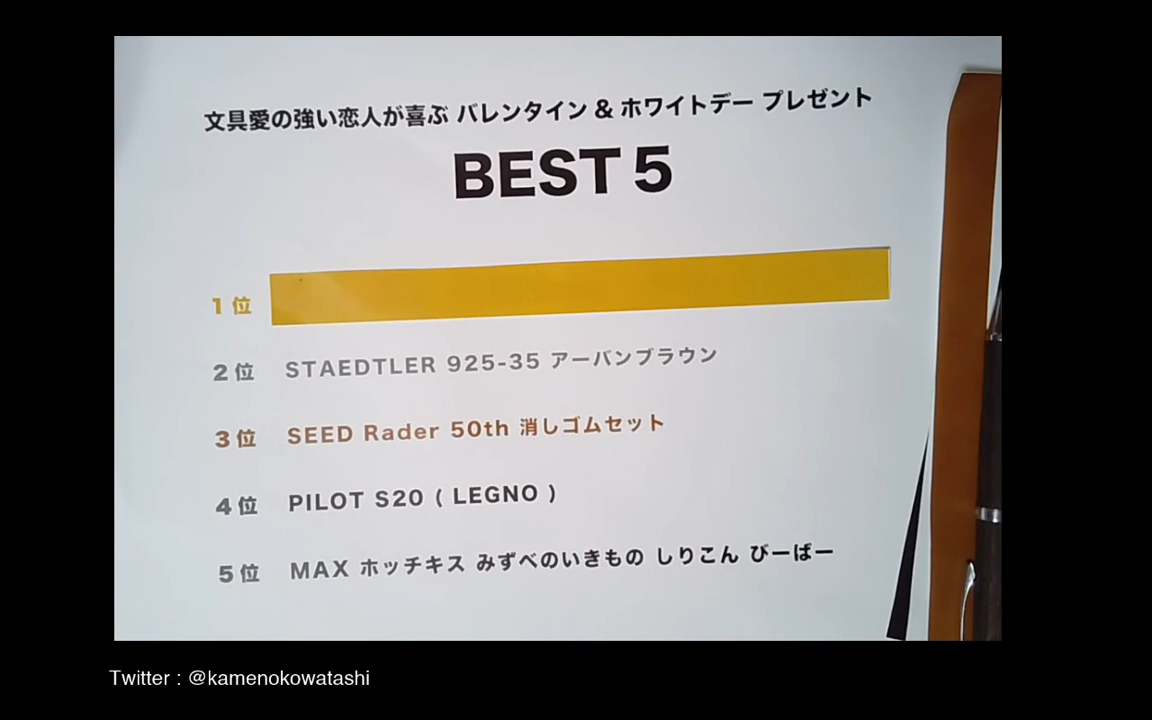 文具愛の強い恋人が喜ぶ バレンタイン & ホワイトデー プレゼント
BEST 5
1 位
2 位 STAEDTLER 925-35 アーバンブラウン
3 位 SEED Rader 50th 消しゴムセット
4 位 PILOT S20 ( LEGNO )
5 位 MAX ホッチキス みずべのいきもの しりこん びーばー
Twitter : @kamenokowatashi